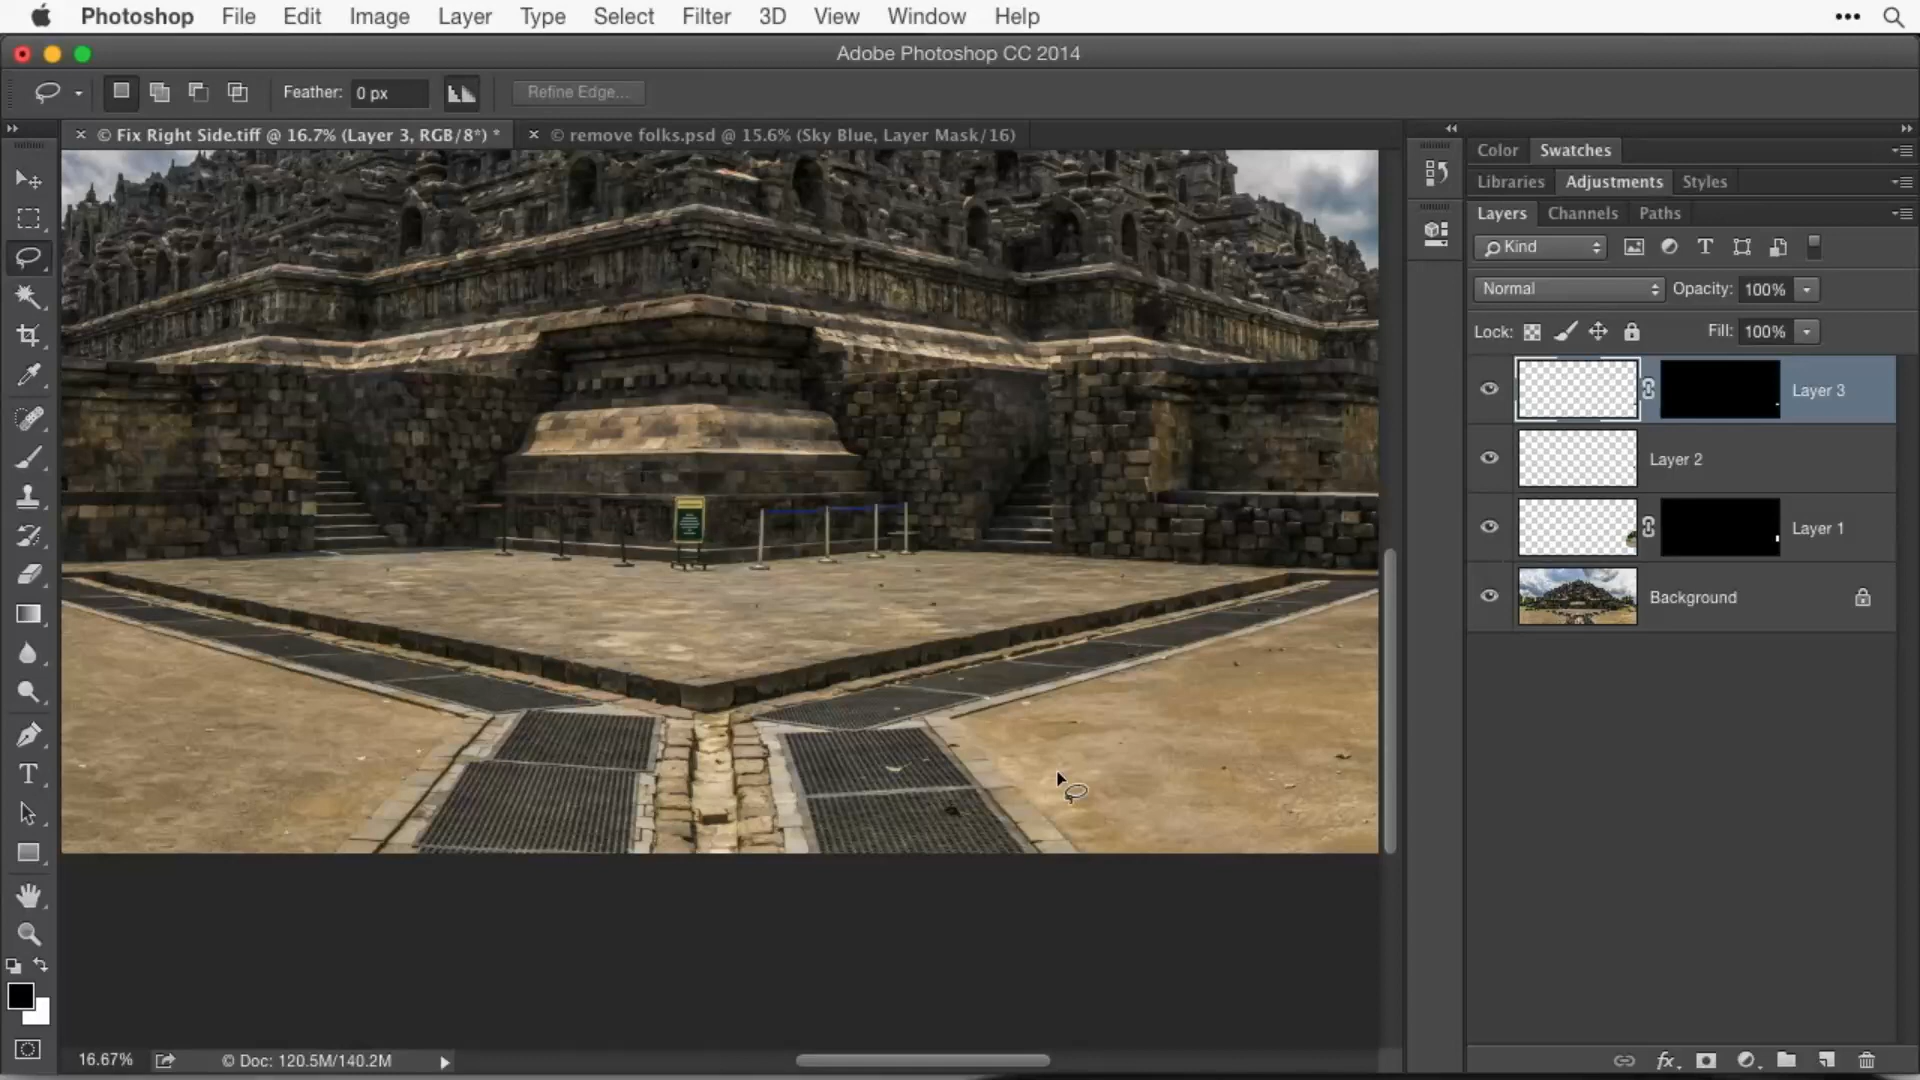 Photoshop File Edit Image Layer Type Select Filter 3D View Window Help
Adobe Photoshop CC 2014
Feather: 0 px Refine Edge...
© Fix Right Side.tiff @ 16.7% (Layer 3, RGB/8*) * © remove folks.psd @ 15.6% (Sky Blue, Layer Mask/16)
Color Swatches
Libraries Adjustments Styles
Layers Channels Paths
Kind
Normal Opacity: 100%
Lock: Fill: 100%
Layer 3
Layer 2
Layer 1
Background
16.67% © Doc: 120.5M/140.2M